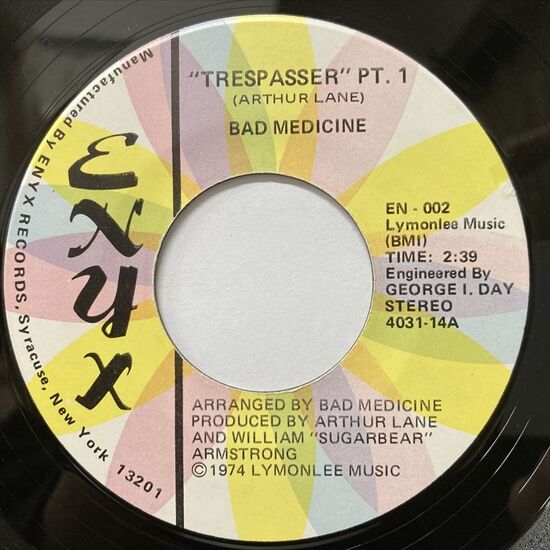 "TRESPASSER" PT. 1
(ARTHUR LANE)
BAD MEDICINE
EN - 002
Lymonlee Music
(BMI)
TIME: 2:39
Engineered By
GEORGE I. DAY
STEREO
4031-14A
ARRANGED BY BAD MEDICINE
PRODUCED BY ARTHUR LANE
AND WILLIAM "SUGARBEAR"
ARMSTRONG
©1974 LYMONLEE MUSIC
ENYX
Manufactured By ENYX RECORDS, Syracuse, New York 13201